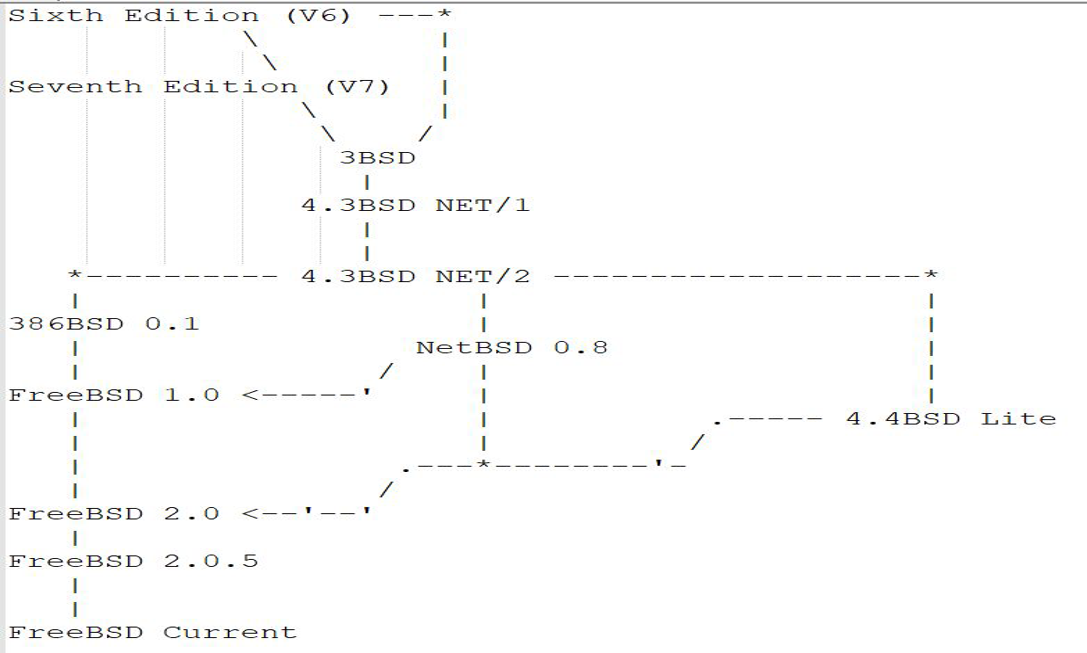 Sixth Edition (V6) ---*
\ |
\ |
Seventh Edition (V7) |
\ |
\ /
3BSD
|
4.3BSD NET/1
|
|
*---------- 4.3BSD NET/2 -------------------*
| | |
386BSD 0.1 | |
| NetBSD 0.8 |
| / | |
FreeBSD 1.0 <-----' | |
| | .----- 4.4BSD Lite
| | /
| .---*--------'-
| /
FreeBSD 2.0 <--'--'
|
FreeBSD 2.0.5
|
|
FreeBSD Current